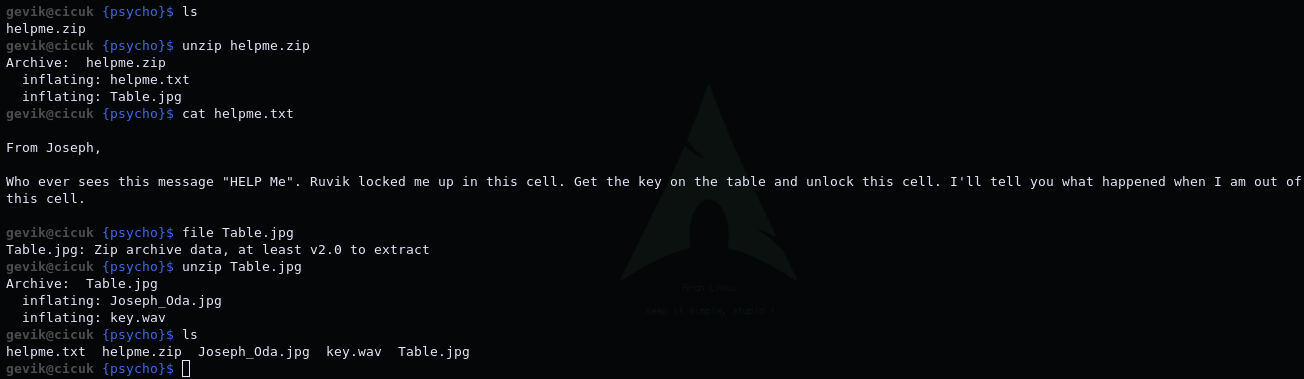 gevik@cicuk {psycho}$ ls
helpme.zip
gevik@cicuk {psycho}$ unzip helpme.zip
Archive:  helpme.zip
  inflating: helpme.txt
  inflating: Table.jpg
gevik@cicuk {psycho}$ cat helpme.txt
From Joseph,
Who ever sees this message "HELP Me". Ruvik locked me up in this cell. Get the key on the table and unlock this cell. I'll tell you what happened when I am out of
this cell.
gevik@cicuk {psycho}$ file Table.jpg
Table.jpg: Zip archive data, at least v2.0 to extract
gevik@cicuk {psycho}$ unzip Table.jpg
Archive:  Table.jpg
  inflating: Joseph_Oda.jpg
  inflating: key.wav
gevik@cicuk {psycho}$ ls
helpme.txt  helpme.zip  Joseph_Oda.jpg  key.wav  Table.jpg
gevik@cicuk {psycho}$